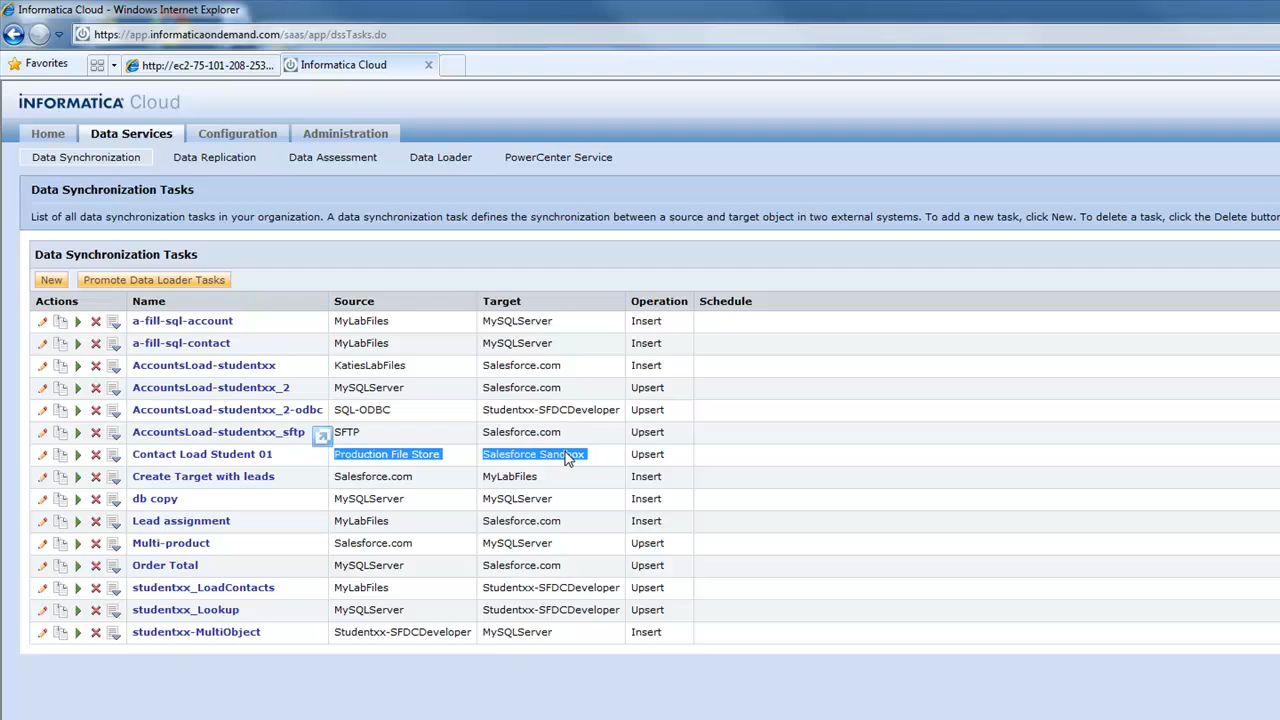 Informatica Cloud - Windows Internet Explorer
https://app.informaticaondemand.com/saas/app/dssTasks.do
Favorites http://ec2-75-101-208-253... Informatica Cloud
INFORMATICA Cloud
Home Data Services Configuration Administration
Data Synchronization Data Replication Data Assessment Data Loader PowerCenter Service
Data Synchronization Tasks
List of all data synchronization tasks in your organization. A data synchronization task defines the synchronization between a source and target object in two external systems. To add a new task, click New. To delete a task, click the Delete button
Data Synchronization Tasks
New Promote Data Loader Tasks
Actions Name Source Target Operation Schedule
a-fill-sql-account MyLabFiles MySQLServer Insert
a-fill-sql-contact MyLabFiles MySQLServer Insert
AccountsLoad-studentxx KatiesLabFiles Salesforce.com Insert
AccountsLoad-studentxx_2 MySQLServer Salesforce.com Upsert
AccountsLoad-studentxx_2-odbc SQL-ODBC Studentxx-SFDCDeveloper Upsert
AccountsLoad-studentxx_sftp SFTP Salesforce.com Upsert
Contact Load Student 01 Production File Store Salesforce Sandbox Upsert
Create Target with leads Salesforce.com MyLabFiles Insert
db copy MySQLServer MySQLServer Insert
Lead assignment MyLabFiles Salesforce.com Insert
Multi-product Salesforce.com MySQLServer Upsert
Order Total MySQLServer Salesforce.com Upsert
studentxx_LoadContacts MyLabFiles Studentxx-SFDCDeveloper Upsert
studentxx_Lookup MySQLServer Studentxx-SFDCDeveloper Upsert
studentxx-MultiObject Studentxx-SFDCDeveloper MySQLServer Insert